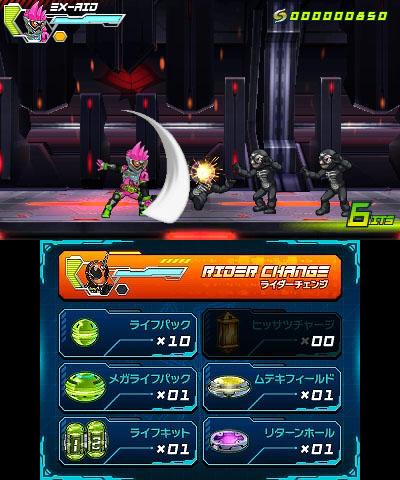 EX-AID
S000000850
6 HITS
RIDER CHANGE
ライダーチェンジ
ライフパック
×10
ヒッサツチャージ
×00
メガライフパック
×01
ムテキフィールド
×01
ライフキット
×01
リターンホール
×01